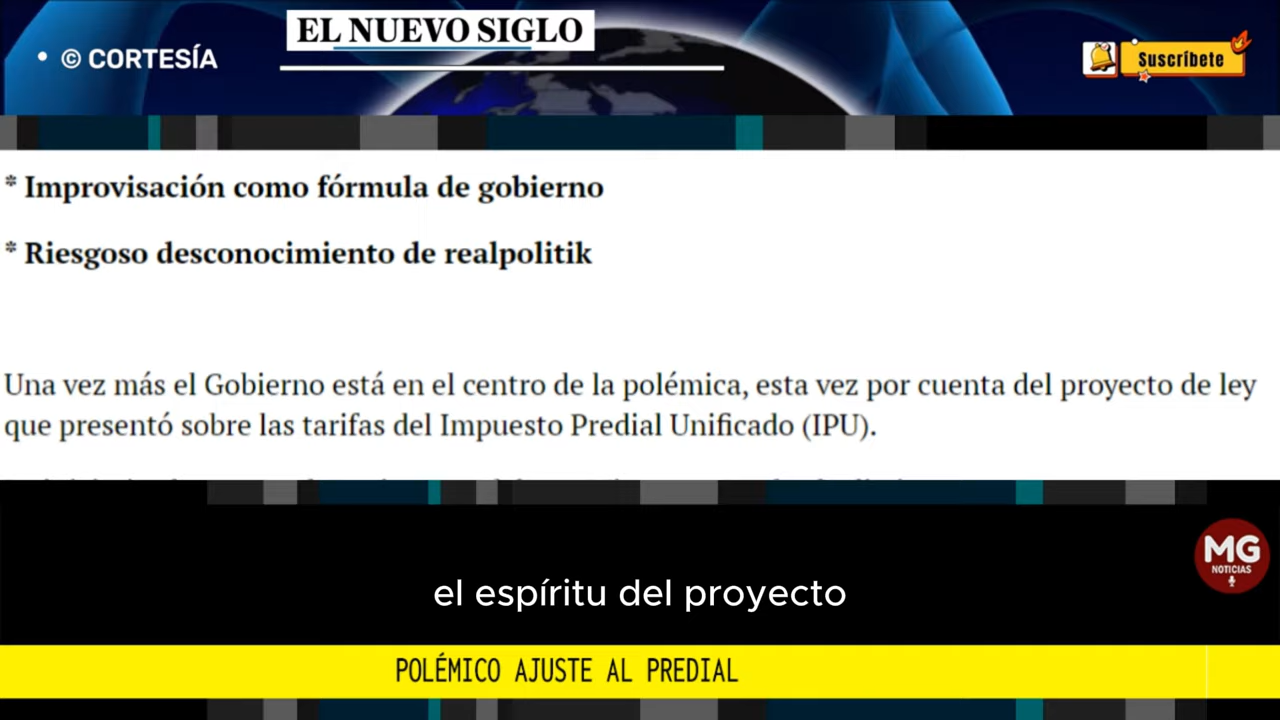 EL NUEVO SIGLO
• © CORTESÍA
Suscríbete
* Improvisación como fórmula de gobierno
* Riesgoso desconocimiento de realpolitik
Una vez más el Gobierno está en el centro de la polémica, esta vez por cuenta del proyecto de ley
que presentó sobre las tarifas del Impuesto Predial Unificado (IPU).
MG
NOTICIAS
el espíritu del proyecto
POLÉMICO AJUSTE AL PREDIAL